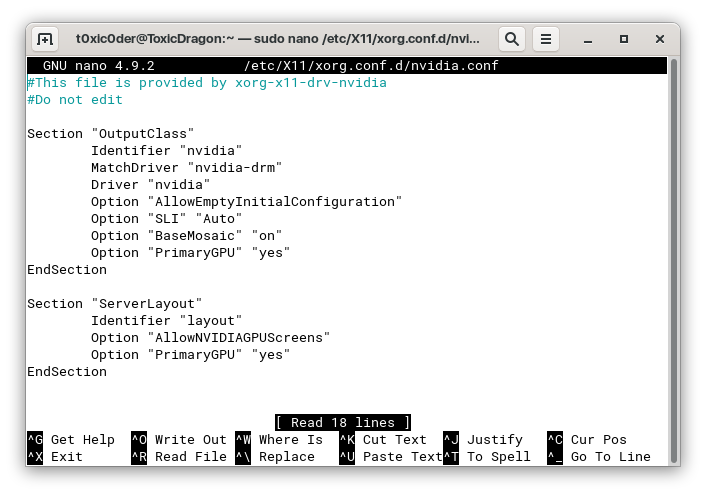 t0xic0der@ToxicDragon:~ — sudo nano /etc/X11/xorg.conf.d/nvi...
GNU nano 4.9.2 /etc/X11/xorg.conf.d/nvidia.conf
#This file is provided by xorg-x11-drv-nvidia
#Do not edit
Section "OutputClass"
Identifier "nvidia"
MatchDriver "nvidia-drm"
Driver "nvidia"
Option "AllowEmptyInitialConfiguration"
Option "SLI" "Auto"
Option "BaseMosaic" "on"
Option "PrimaryGPU" "yes"
EndSection
Section "ServerLayout"
Identifier "layout"
Option "AllowNVIDIAGPUScreens"
Option "PrimaryGPU" "yes"
EndSection
[ Read 18 lines ]
^G Get Help ^O Write Out ^W Where Is ^K Cut Text ^J Justify ^C Cur Pos
^X Exit ^R Read File ^\ Replace ^U Paste Text ^T To Spell ^_ Go To Line